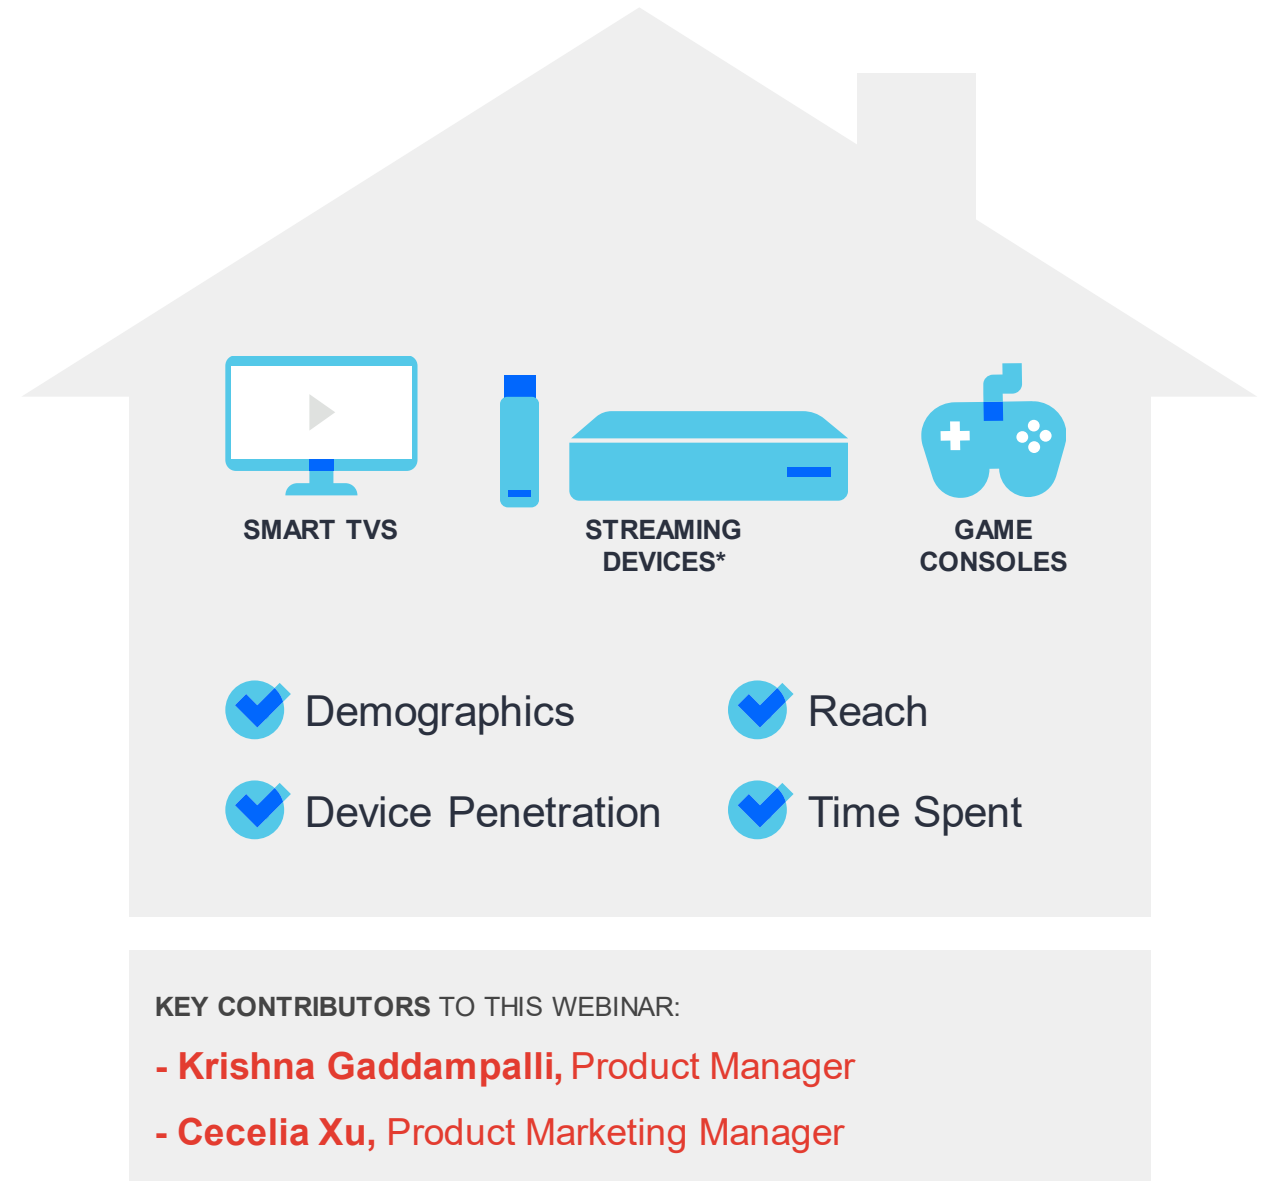 SMART TVS
STREAMING
DEVICES*
GAME
CONSOLES
Demographics
Reach
Device Penetration
Time Spent
KEY CONTRIBUTORS TO THIS WEBINAR:
- Krishna Gaddampalli, Product Manager
- Cecelia Xu, Product Marketing Manager